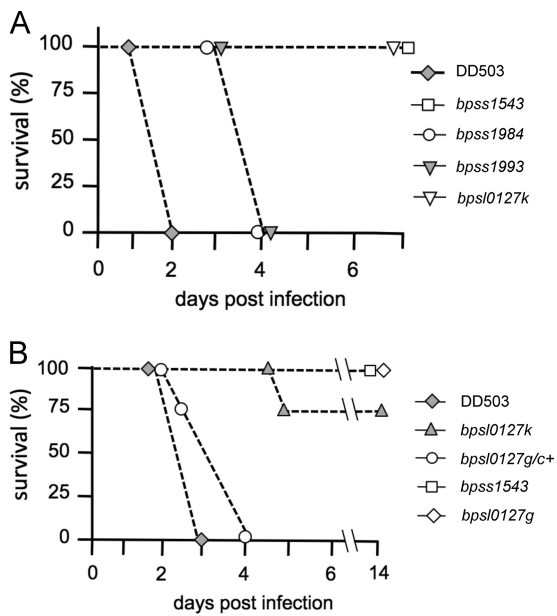 A
survival (%)
100
75
50
25
0
0 2 4 6
days post infection
DD503
bpss1543
bpss1984
bpss1993
bpsl0127k
B
survival (%)
100
75
50
25
0
0 2 4 6 14
days post infection
DD503
bpsl0127k
bpsl0127g/c+
bpss1543
bpsl0127g